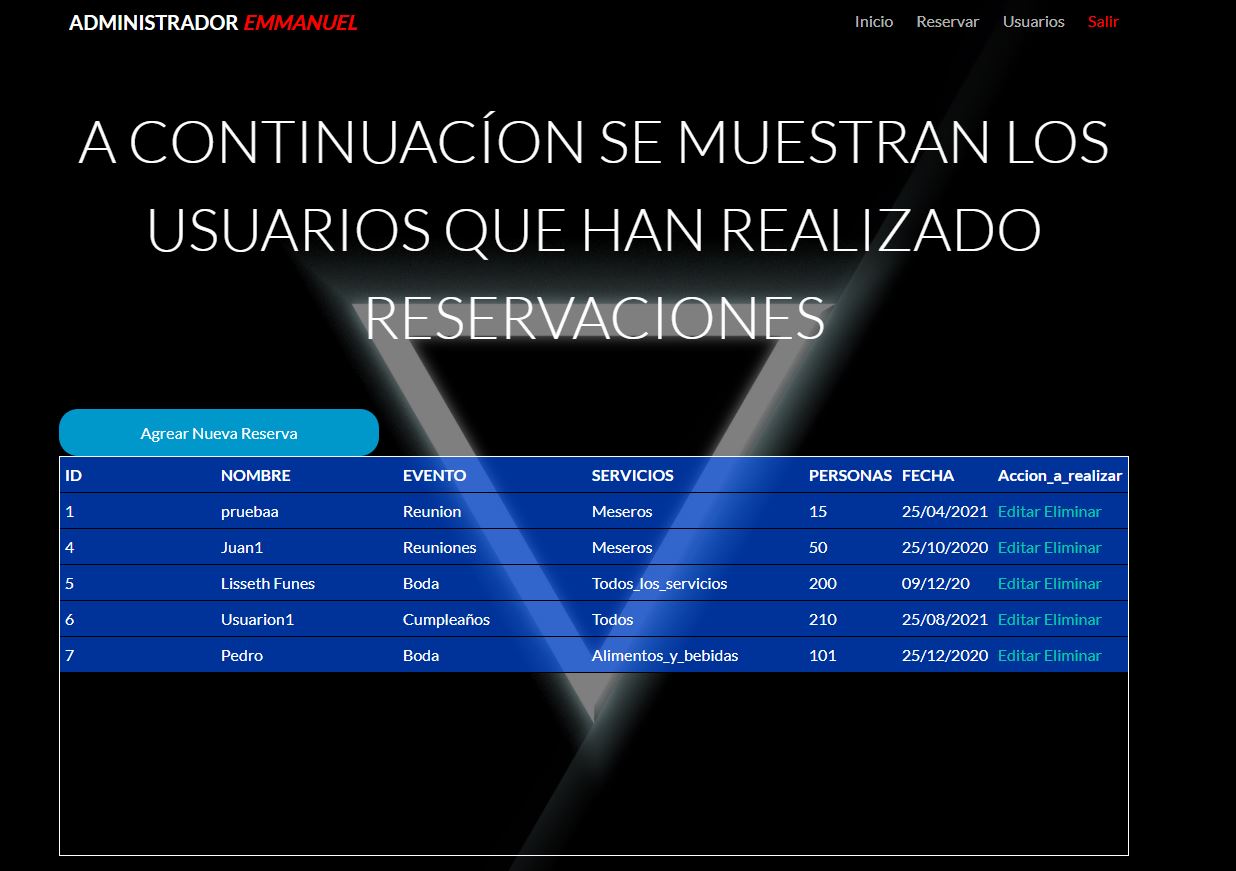 ADMINISTRADOR EMMANUEL Inicio Reservar Usuarios Salir
A CONTINUACÍON SE MUESTRAN LOS
USUARIOS QUE HAN REALIZADO
RESERVACIONES
Agrear Nueva Reserva
ID NOMBRE EVENTO SERVICIOS PERSONAS FECHA Accion_a_realizar
1 pruebaa Reunion Meseros 15 25/04/2021 Editar Eliminar
4 Juan1 Reuniones Meseros 50 25/10/2020 Editar Eliminar
5 Lisseth Funes Boda Todos_los_servicios 200 09/12/20 Editar Eliminar
6 Usuarion1 Cumpleaños Todos 210 25/08/2021 Editar Eliminar
7 Pedro Boda Alimentos_y_bebidas 101 25/12/2020 Editar Eliminar